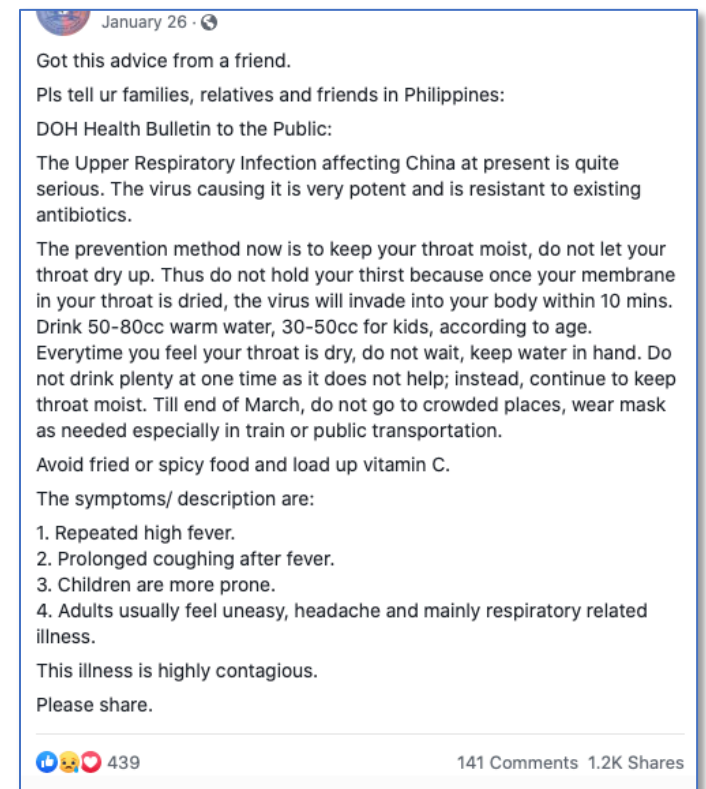 January 26 ·
Got this advice from a friend.
Pls tell ur families, relatives and friends in Philippines:
DOH Health Bulletin to the Public:
The Upper Respiratory Infection affecting China at present is quite
serious. The virus causing it is very potent and is resistant to existing
antibiotics.
The prevention method now is to keep your throat moist, do not let your
throat dry up. Thus do not hold your thirst because once your membrane
in your throat is dried, the virus will invade into your body within 10 mins.
Drink 50-80cc warm water, 30-50cc for kids, according to age.
Everytime you feel your throat is dry, do not wait, keep water in hand. Do
not drink plenty at one time as it does not help; instead, continue to keep
throat moist. Till end of March, do not go to crowded places, wear mask
as needed especially in train or public transportation.
Avoid fried or spicy food and load up vitamin C.
The symptoms/ description are:
1. Repeated high fever.
2. Prolonged coughing after fever.
3. Children are more prone.
4. Adults usually feel uneasy, headache and mainly respiratory related
illness.
This illness is highly contagious.
Please share.
439 141 Comments 1.2K Shares